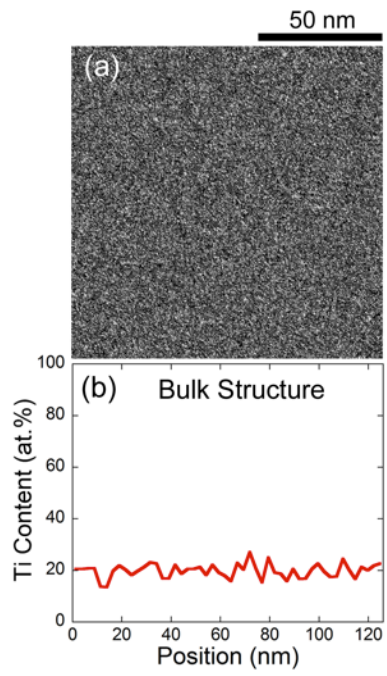 50 nm
(a)
(b) Bulk Structure
Ti Content (at.%)
100
80
60
40
20
0
0 20 40 60 80 100 120
Position (nm)